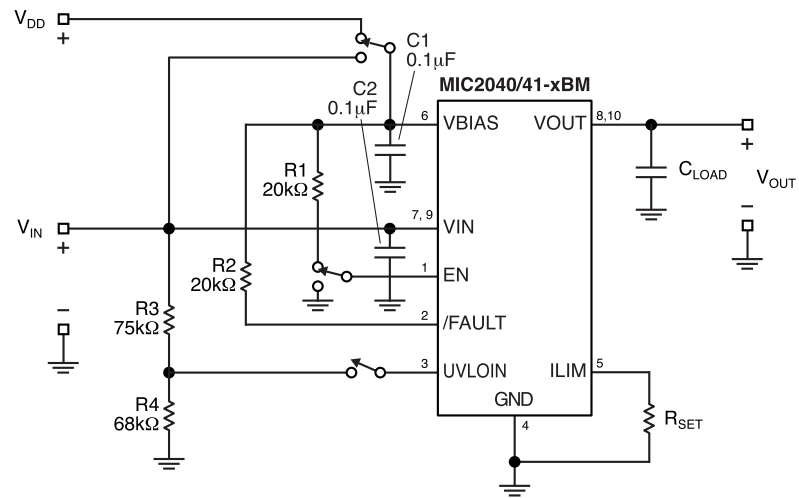 VDD
+
C1
0.1µF
C2
0.1µF
MIC2040/41-xBM
6
VBIAS
VOUT
8,10
+
CLOAD
VOUT
–
R1
20kΩ
7, 9
VIN
VIN
+
1
EN
R2
20kΩ
2
/FAULT
–
R3
75kΩ
3
UVLOIN
ILIM
5
GND
4
R4
68kΩ
RSET